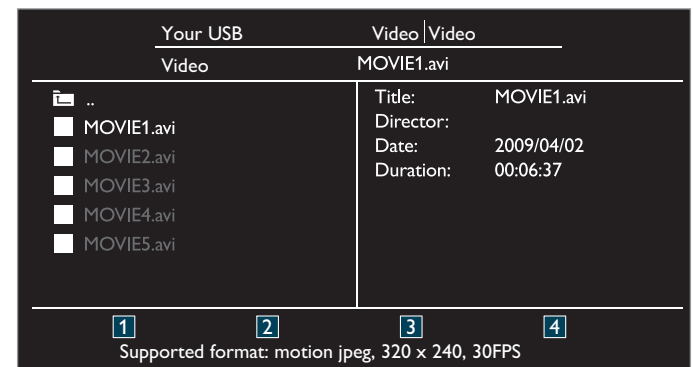 Your USB
Video | Video
Video
MOVIE1.avi
..
MOVIE1.avi
MOVIE2.avi
MOVIE3.avi
MOVIE4.avi
MOVIE5.avi
Title: MOVIE1.avi
Director:
Date: 2009/04/02
Duration: 00:06:37
1 2 3 4
Supported format: motion jpeg, 320 x 240, 30FPS